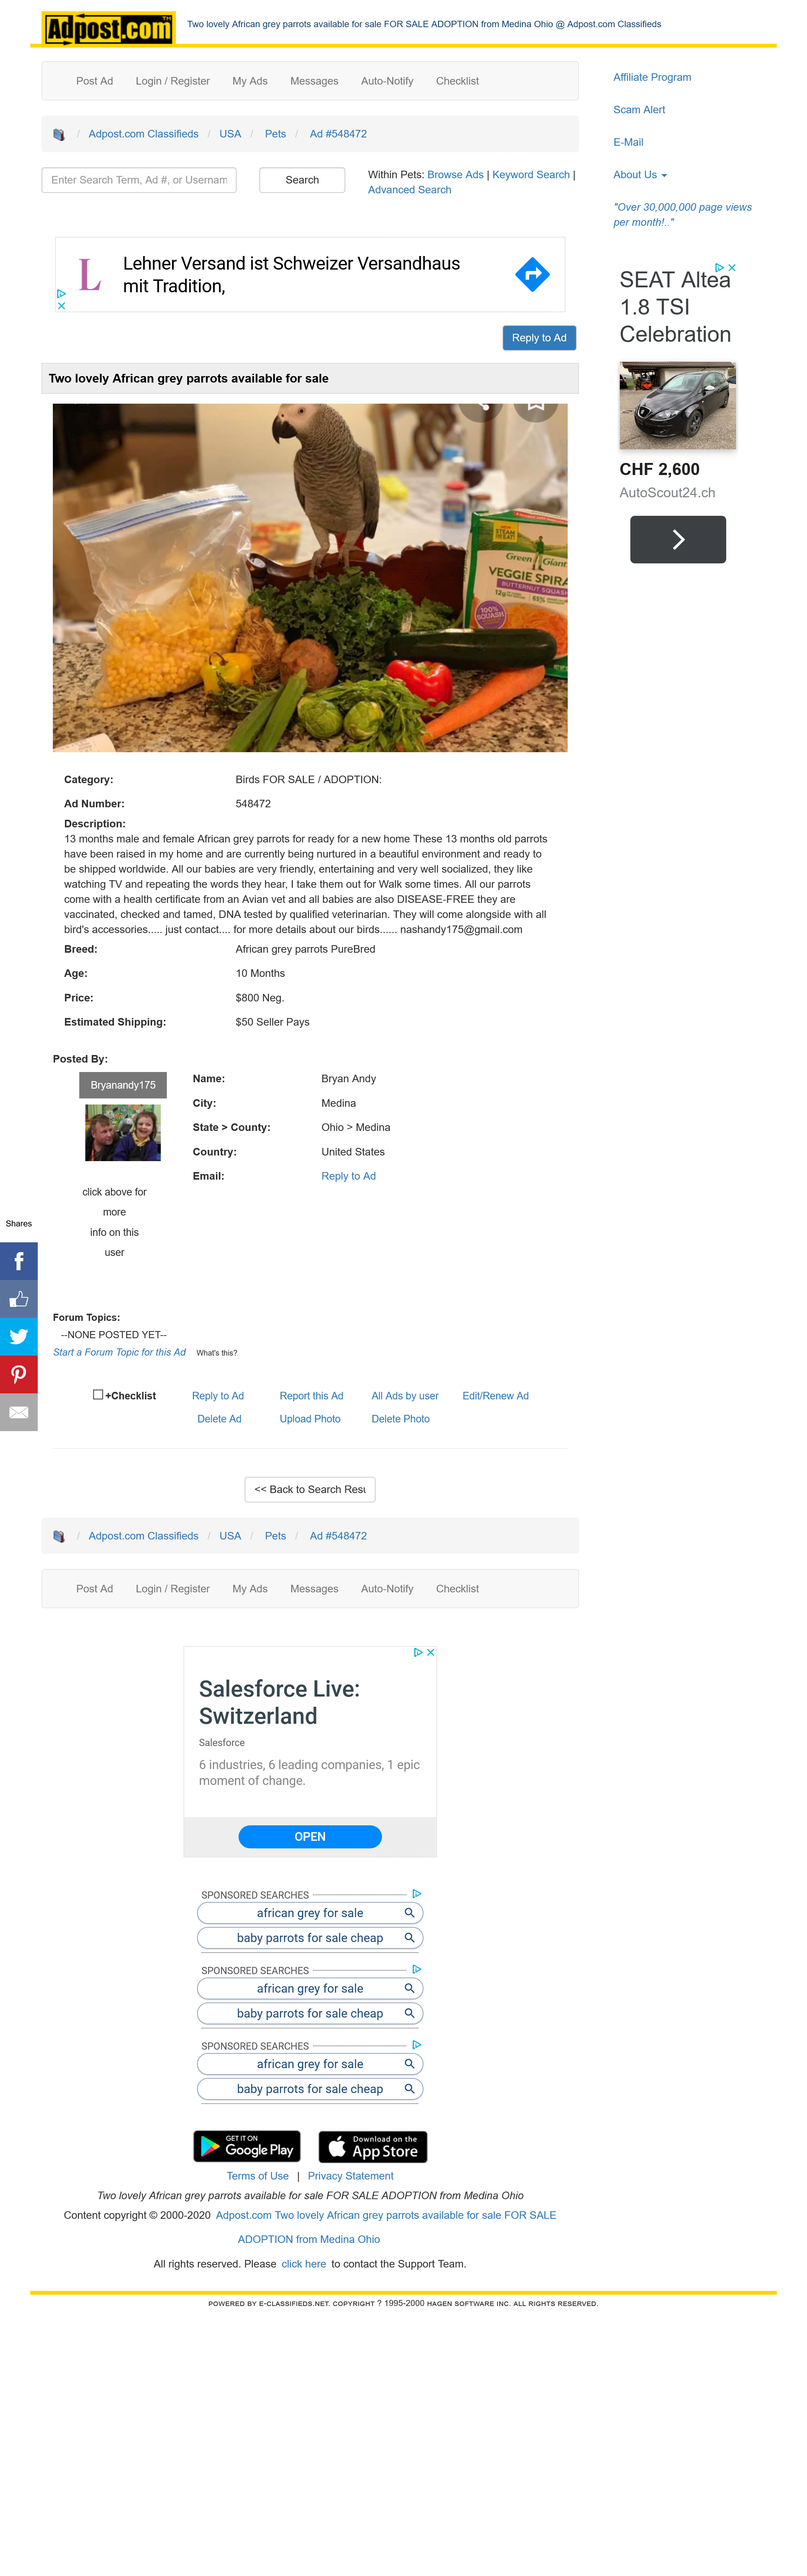 Adpost.com™
Two lovely African grey parrots available for sale FOR SALE ADOPTION from Medina Ohio @ Adpost.com Classifieds
Post Ad Login / Register My Ads Messages Auto-Notify Checklist
/ Adpost.com Classifieds / USA / Pets / Ad #548472
Enter Search Term, Ad #, or Usernam
Search
Within Pets: Browse Ads | Keyword Search |
Advanced Search
Affiliate Program
Scam Alert
E-Mail
About Us
"Over 30,000,000 page views
per month!.."
L
Lehner Versand ist Schweizer Versandhaus
mit Tradition,
SEAT Altea
1.8 TSI
Celebration
CHF 2,600
AutoScout24.ch
Reply to Ad
Two lovely African grey parrots available for sale
STEAM
Green Giant
VEGGIE SPIRA
BUTTERNUT SQUASH
100%
SQUASH
Category: Birds FOR SALE / ADOPTION:
Ad Number: 548472
Description:
13 months male and female African grey parrots for ready for a new home These 13 months old parrots
have been raised in my home and are currently being nurtured in a beautiful environment and ready to
be shipped worldwide. All our babies are very friendly, entertaining and very well socialized, they like
watching TV and repeating the words they hear, I take them out for Walk some times. All our parrots
come with a health certificate from an Avian vet and all babies are also DISEASE-FREE they are
vaccinated, checked and tamed, DNA tested by qualified veterinarian. They will come alongside with all
bird's accessories..... just contact.... for more details about our birds...... nashandy175@gmail.com
Breed: African grey parrots PureBred
Age: 10 Months
Price: $800 Neg.
Estimated Shipping: $50 Seller Pays
Posted By:
Bryanandy175
click above for
more
info on this
user
Name: Bryan Andy
City: Medina
State > County: Ohio > Medina
Country: United States
Email: Reply to Ad
Shares
Forum Topics:
--NONE POSTED YET--
Start a Forum Topic for this Ad What's this?
+Checklist Reply to Ad Report this Ad All Ads by user Edit/Renew Ad
Delete Ad Upload Photo Delete Photo
<< Back to Search Resu
/ Adpost.com Classifieds / USA / Pets / Ad #548472
Post Ad Login / Register My Ads Messages Auto-Notify Checklist
Salesforce Live:
Switzerland
Salesforce
6 industries, 6 leading companies, 1 epic
moment of change.
OPEN
SPONSORED SEARCHES
african grey for sale
baby parrots for sale cheap
SPONSORED SEARCHES
african grey for sale
baby parrots for sale cheap
SPONSORED SEARCHES
african grey for sale
baby parrots for sale cheap
GET IT ON
Google Play
Download on the
App Store
Terms of Use | Privacy Statement
Two lovely African grey parrots available for sale FOR SALE ADOPTION from Medina Ohio
Content copyright © 2000-2020 Adpost.com Two lovely African grey parrots available for sale FOR SALE
ADOPTION from Medina Ohio
All rights reserved. Please click here to contact the Support Team.
POWERED BY E-CLASSIFIEDS.NET. COPYRIGHT ? 1995-2000 HAGEN SOFTWARE INC. ALL RIGHTS RESERVED.